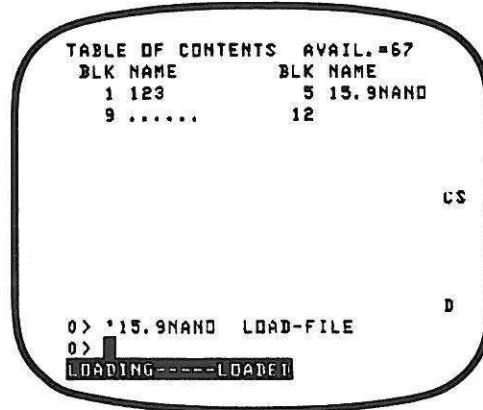 TABLE OF CONTENTS AVAIL.=67
BLK NAME BLK NAME
1 123 5 15.9NANO
9 ...... 12
CS
D
0> '15.9NANO LOAD-FILE
0>
LOADING-----LOADED